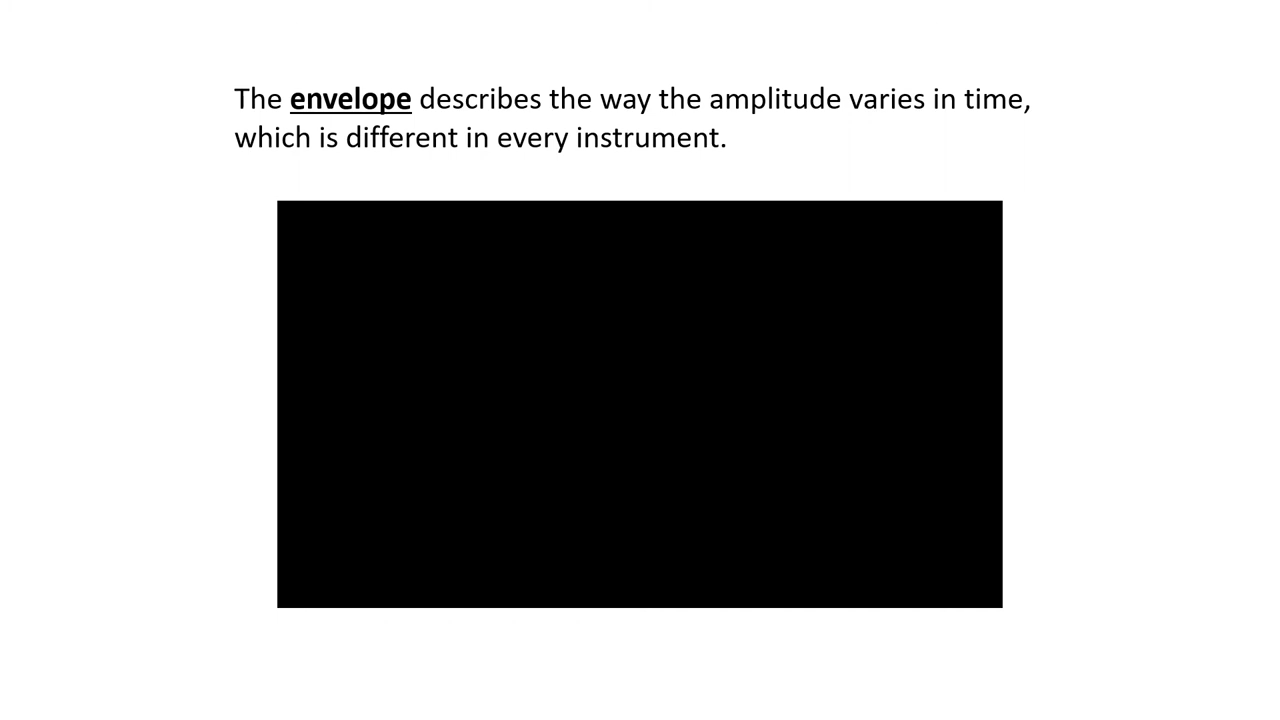 The envelope describes the way the amplitude varies in time,
which is different in every instrument.